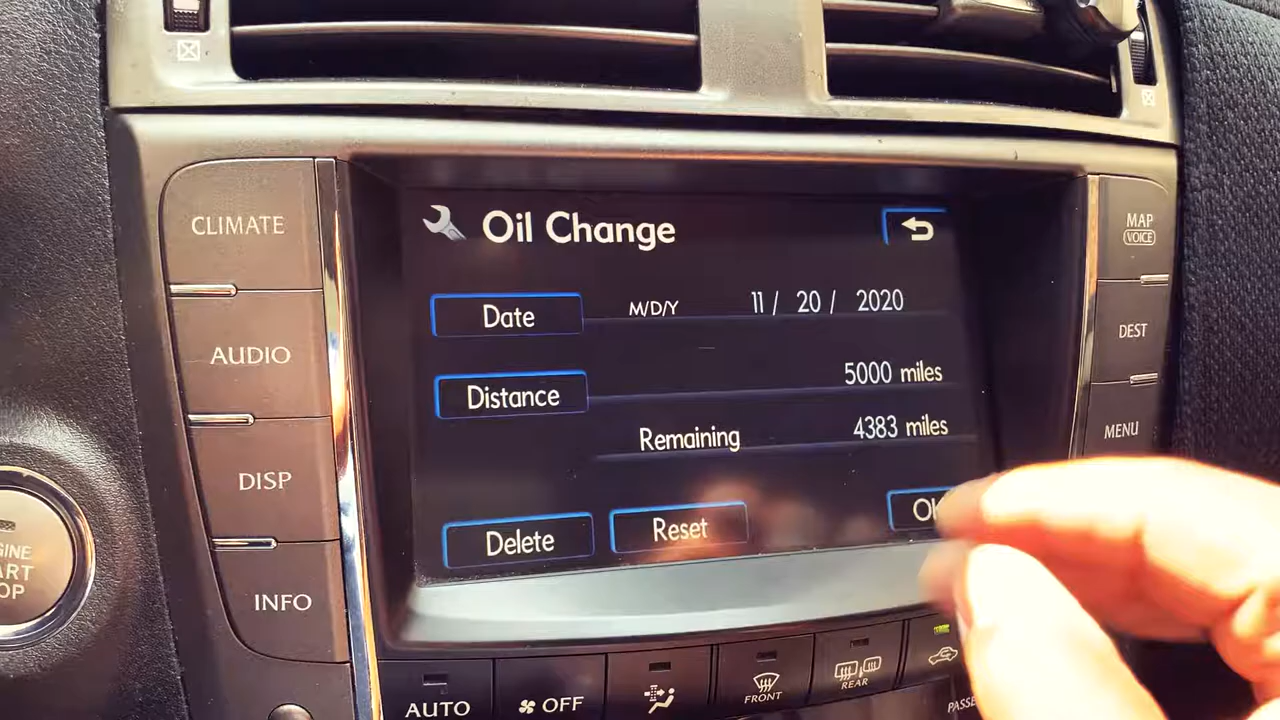 CLIMATE
AUDIO
DISP
INFO
Oil Change
Date M/D/Y 11 / 20 / 2020
Distance 5000 miles
Remaining 4383 miles
Delete Reset
MAP
VOICE
DEST
MENU
AUTO
OFF
FRONT
REAR